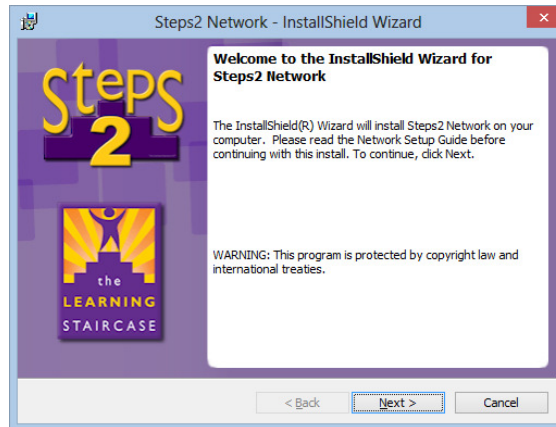 Steps2 Network - InstallShield Wizard
Steps
2
the
LEARNING
STAIRCASE
Welcome to the InstallShield Wizard for
Steps2 Network
The InstallShield(R) Wizard will install Steps2 Network on your
computer. Please read the Network Setup Guide before
continuing with this install. To continue, click Next.
WARNING: This program is protected by copyright law and
international treaties.
< Back
Next >
Cancel